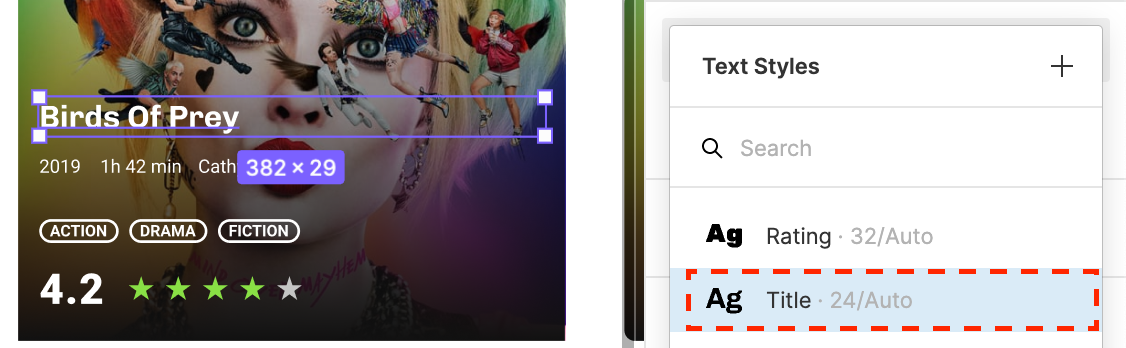 Birds Of Prey
2019 1h 42 min Cath
382 × 29
ACTION DRAMA FICTION
4.2
Text Styles
Search
Ag Rating · 32/Auto
Ag Title · 24/Auto